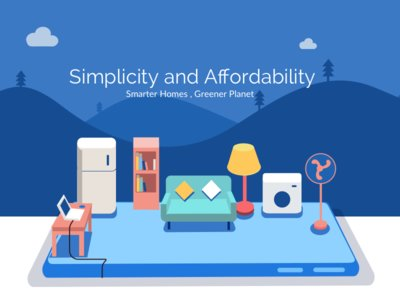 Simplicity and Affordability
Smarter Homes , Greener Planet